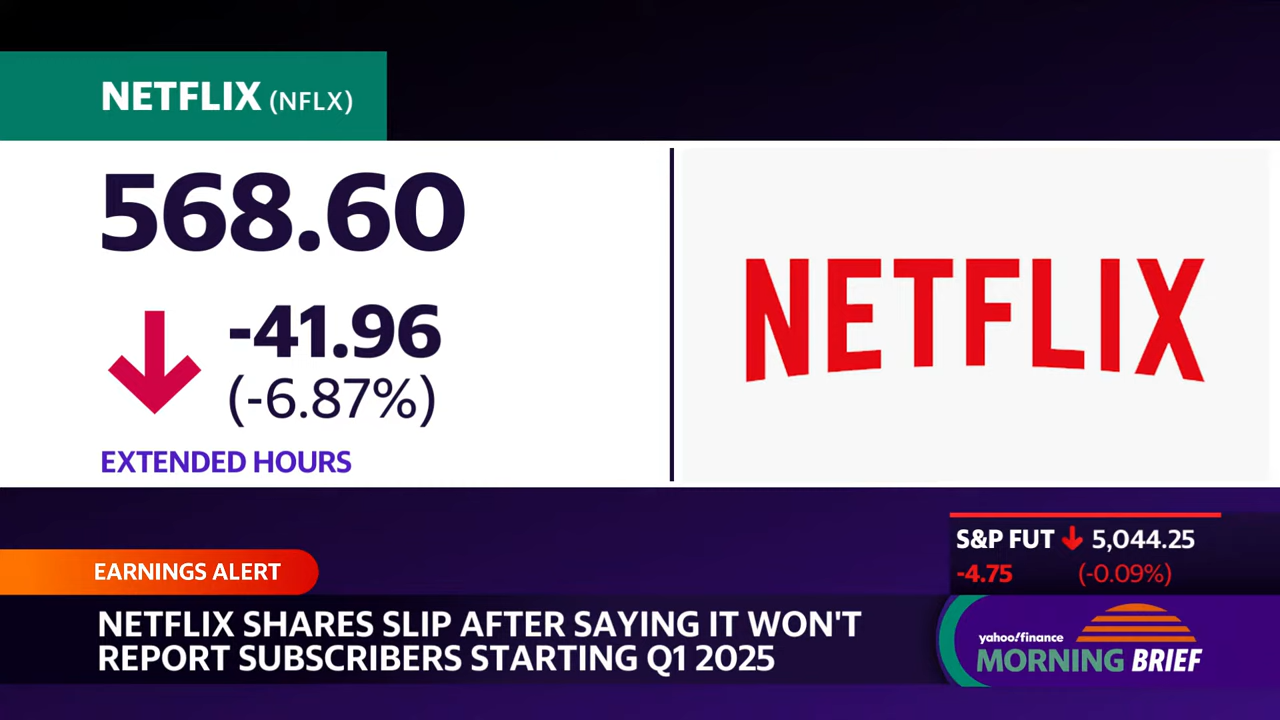 NETFLIX (NFLX)
568.60
-41.96
(-6.87%)
EXTENDED HOURS
NETFLIX
S&P FUT 5,044.25
-4.75 (-0.09%)
EARNINGS ALERT
NETFLIX SHARES SLIP AFTER SAYING IT WON'T
REPORT SUBSCRIBERS STARTING Q1 2025
yahoo!finance
MORNING BRIEF